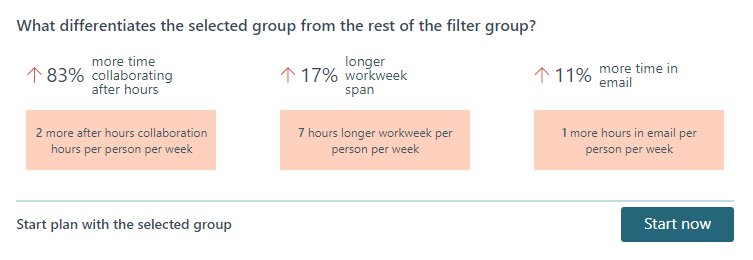 What differentiates the selected group from the rest of the filter group?
↑ 83% more time
collaborating
after hours
↑ 17% longer
workweek
span
↑ 11% more time in
email
2 more after hours collaboration
hours per person per week
7 hours longer workweek per
person per week
1 more hours in email per
person per week
Start plan with the selected group
Start now